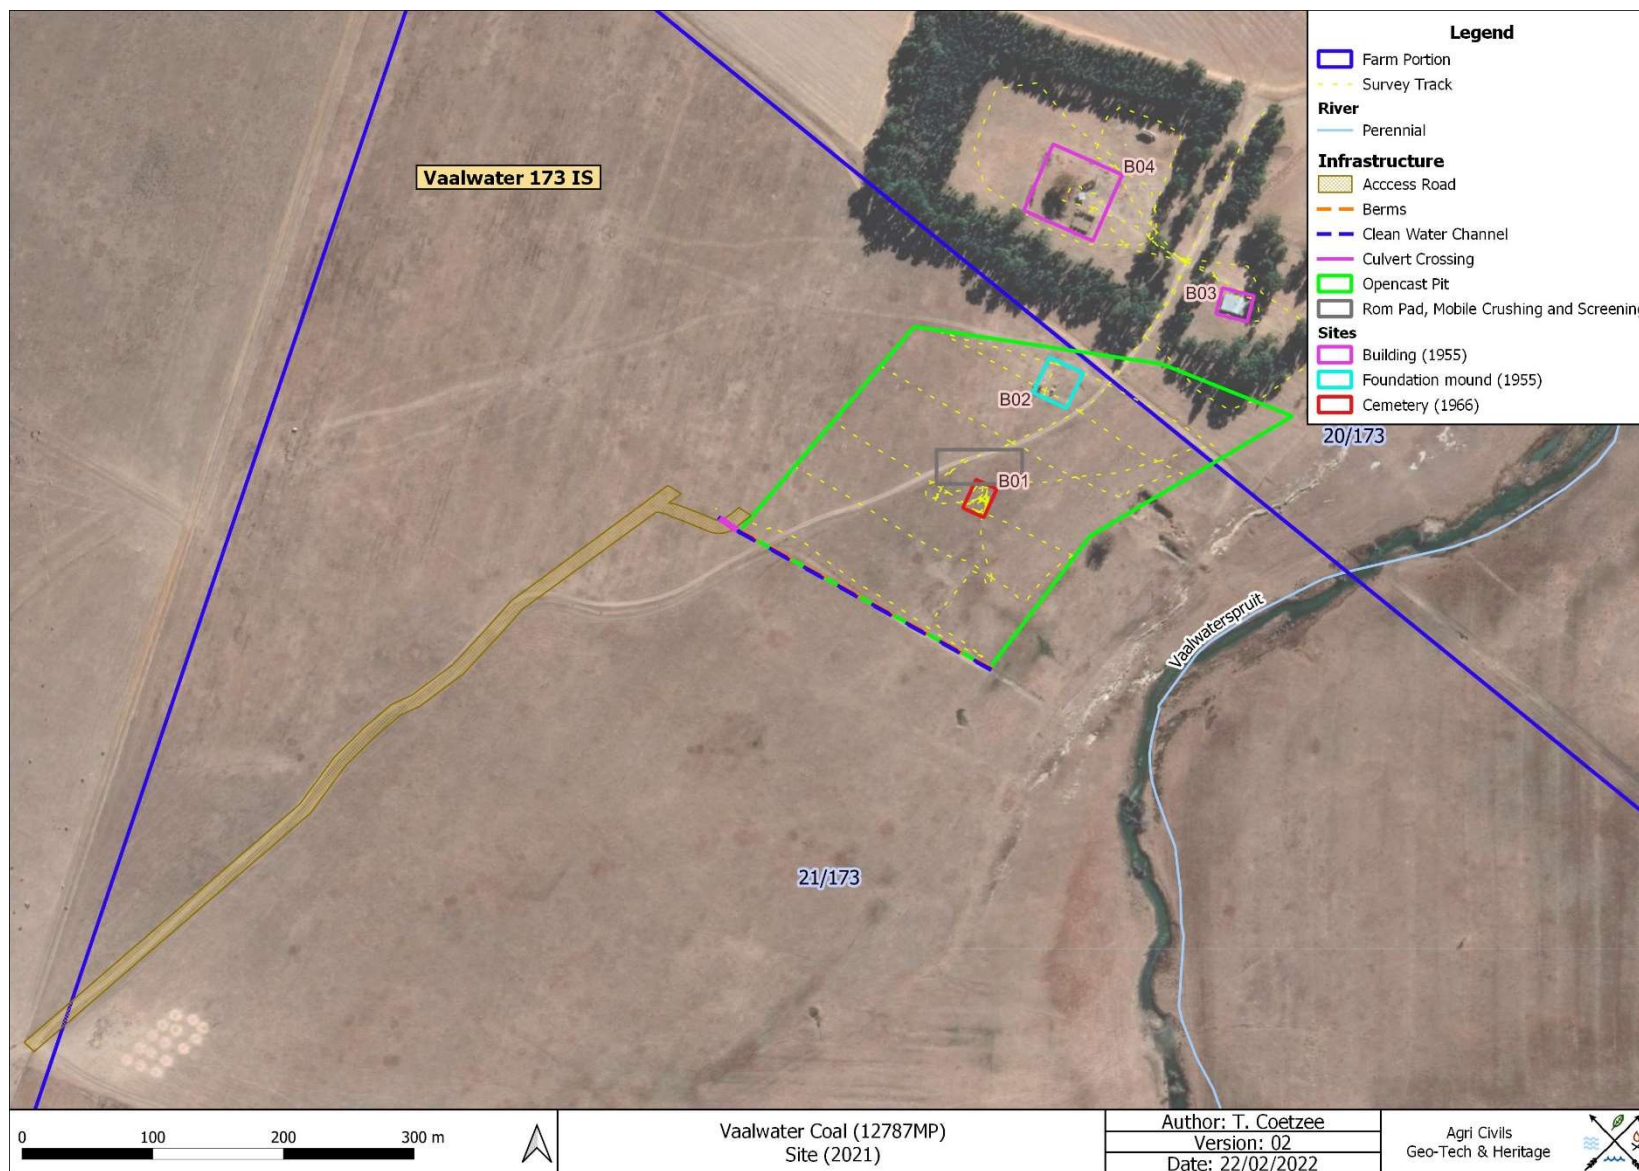 Legend
Farm Portion
Survey Track
River
Perennial
Infrastructure
Acccess Road
Berms
Clean Water Channel
Culvert Crossing
Opencast Pit
Rom Pad, Mobile Crushing and Screening
Sites
Building (1955)
Foundation mound (1955)
Cemetery (1966)
Vaalwater 173 IS
B04
B03
B02
B01
20/173
Vaalwaterspruit
21/173
0 100 200 300 m
Vaalwater Coal (12787MP)
Site (2021)
Author: T. Coetzee
Version: 02
Date: 22/02/2022
Agri Civils
Geo-Tech & Heritage